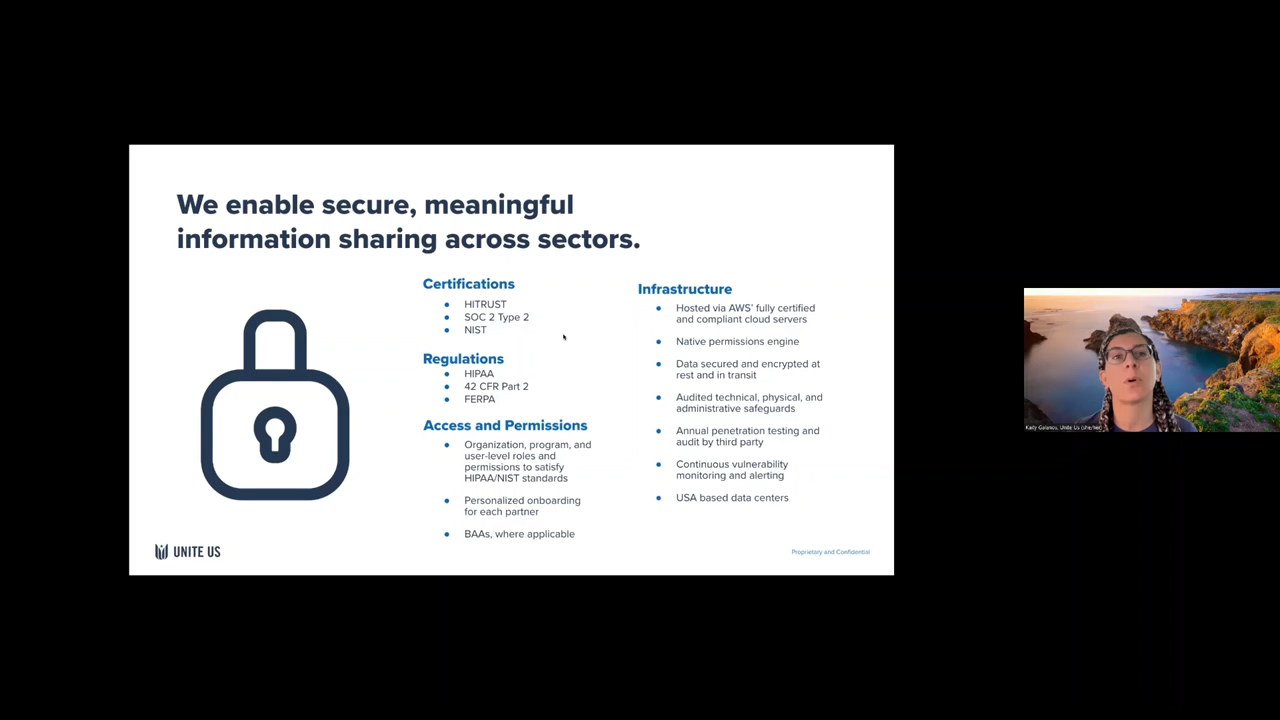 We enable secure, meaningful
information sharing across sectors.
Certifications
HITRUST
SOC 2 Type 2
NIST
Regulations
HIPAA
42 CFR Part 2
FERPA
Access and Permissions
Organization, program, and
user-level roles and
permissions to satisfy
HIPAA/NIST standards
Personalized onboarding
for each partner
BAAs, where applicable
Infrastructure
Hosted via AWS' fully certified
and compliant cloud servers
Native permissions engine
Data secured and encrypted at
rest and in transit
Audited technical, physical, and
administrative safeguards
Annual penetration testing and
audit by third party
Continuous vulnerability
monitoring and alerting
USA based data centers
UNITE US
Proprietary and Confidential
Unite Us (she/her)